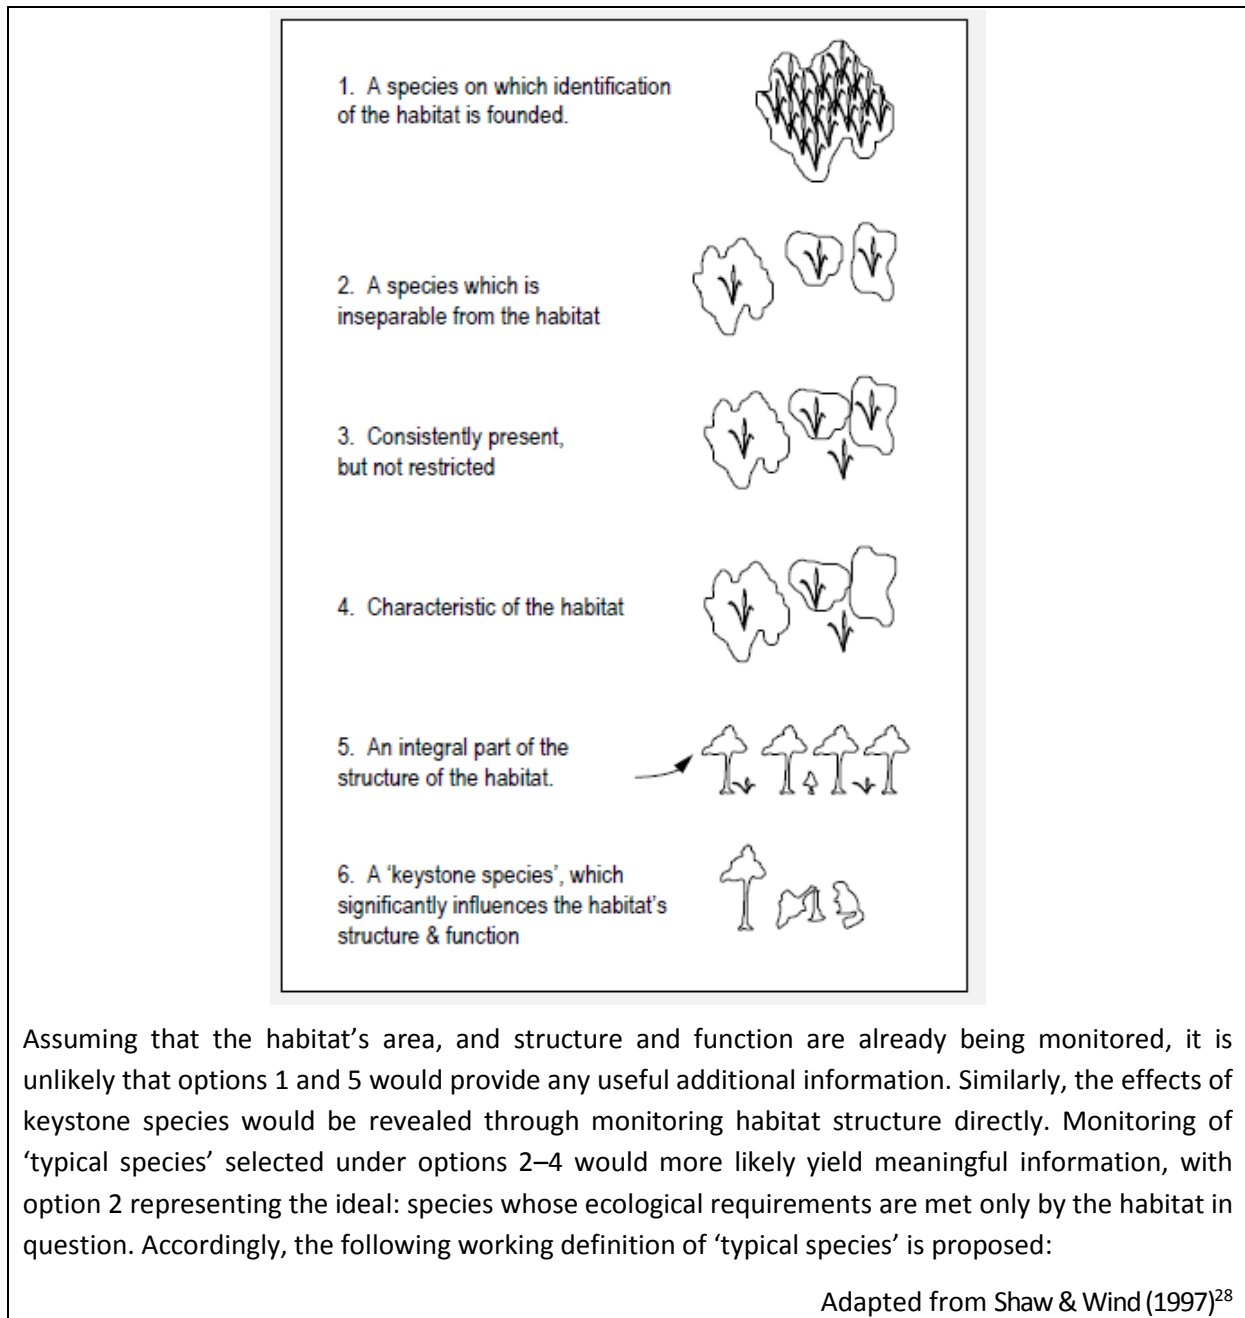 1. A species on which identification
of the habitat is founded.
2. A species which is
inseparable from the habitat
3. Consistently present,
but not restricted
4. Characteristic of the habitat
5. An integral part of the
structure of the habitat.
6. A ‘keystone species’, which
significantly influences the habitat’s
structure & function
Assuming that the habitat’s area, and structure and function are already being monitored, it is
unlikely that options 1 and 5 would provide any useful additional information. Similarly, the effects of
keystone species would be revealed through monitoring habitat structure directly. Monitoring of
‘typical species’ selected under options 2–4 would more likely yield meaningful information, with
option 2 representing the ideal: species whose ecological requirements are met only by the habitat in
question. Accordingly, the following working definition of ‘typical species’ is proposed:
Adapted from Shaw & Wind (1997)28